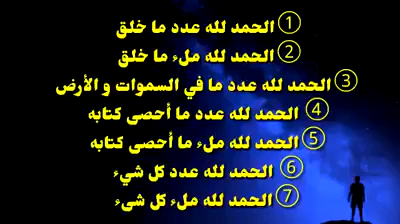 ① الحمد لله عدد ما خلق
② الحمد لله ملء ما خلق
③ الحمد لله عدد ما في السموات و الأرض
④ الحمد لله عدد ما أحصى كتابه
⑤ الحمد لله ملء ما أحصى كتابه
⑥ الحمد لله عدد كل شيء
⑦ الحمد لله ملء كل شيء